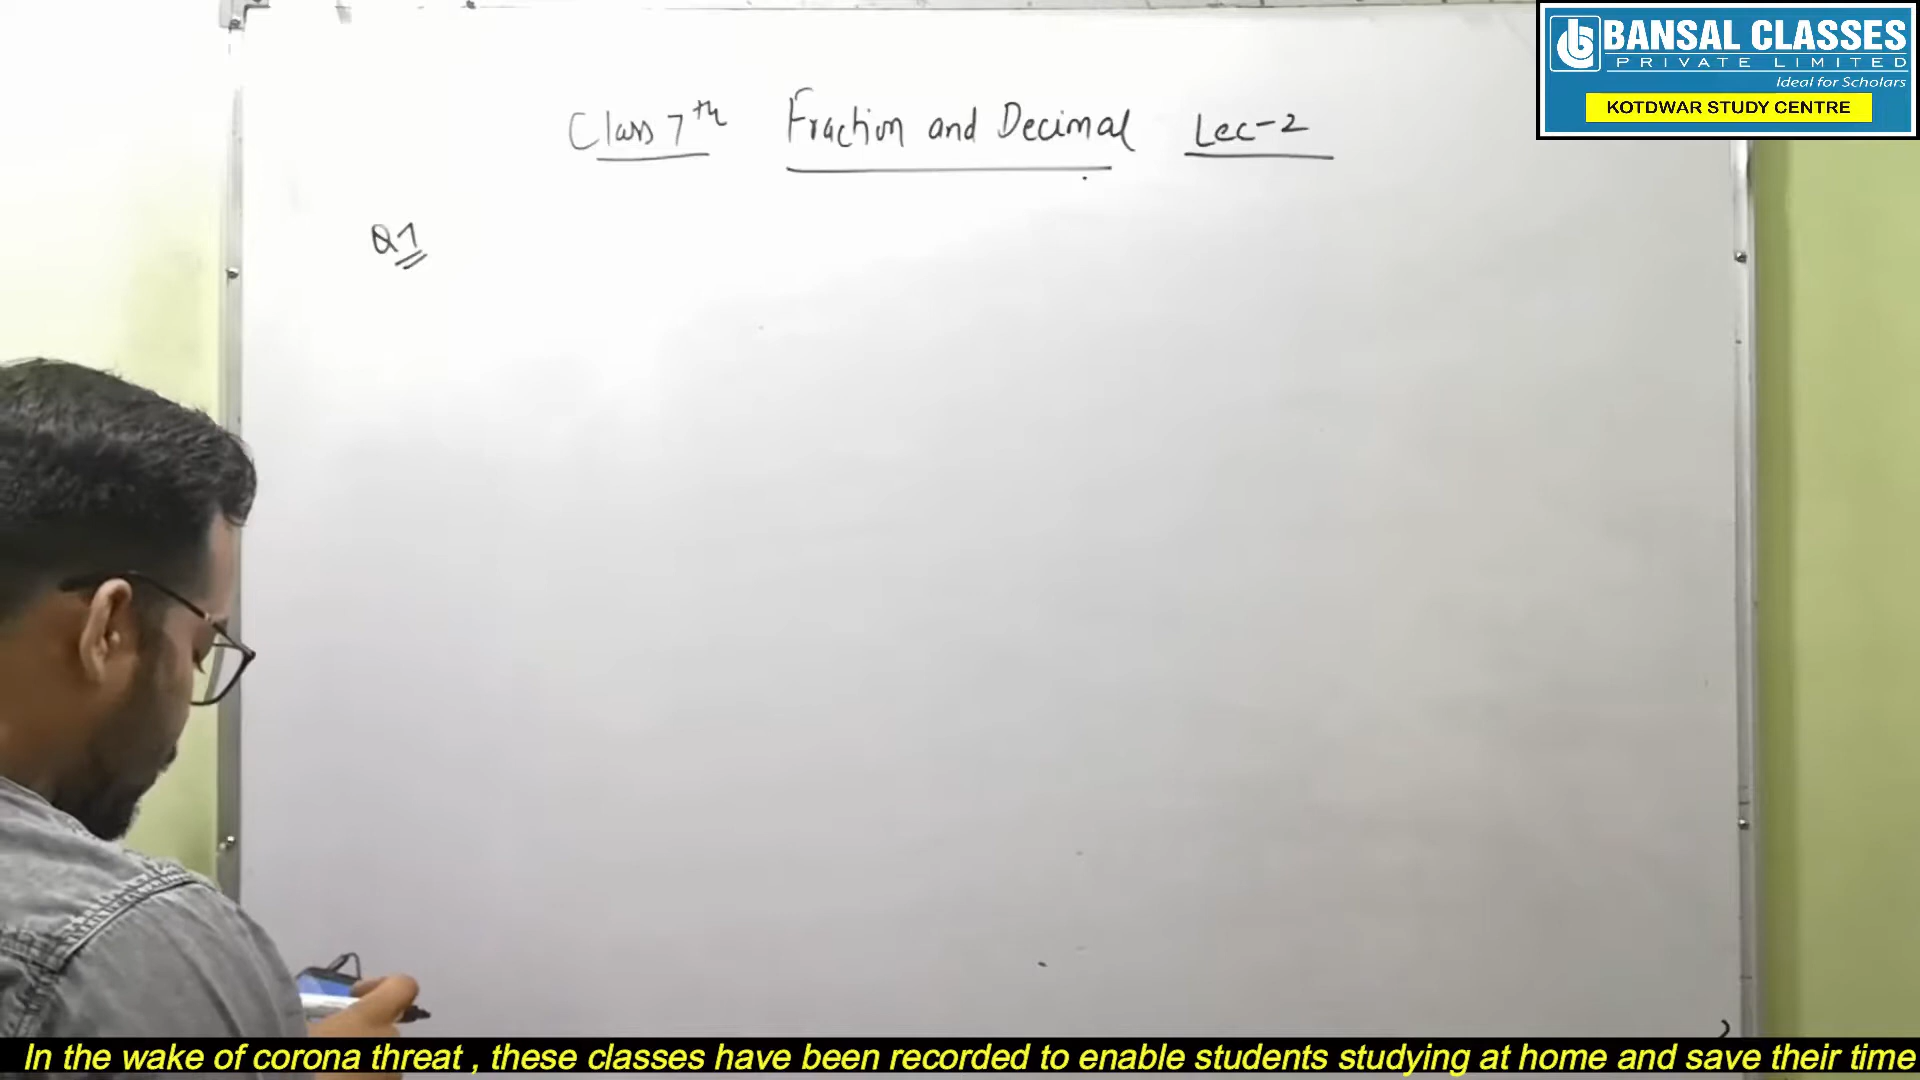 BANSAL CLASSES
PRIVATE LIMITED
Ideal for Scholars
KOTDWAR STUDY CENTRE
Class 7th Fraction and Decimal Lec-2
Q1
In the wake of corona threat , these classes have been recorded to enable students studying at home and save their time